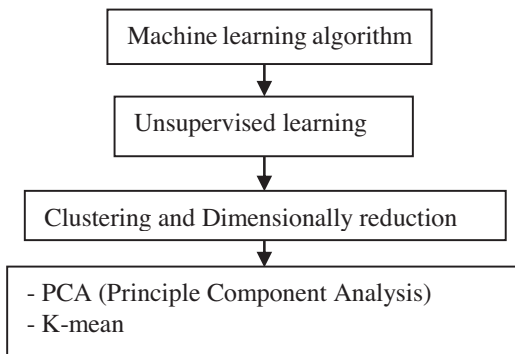 Machine learning algorithm
Unsupervised learning
Clustering and Dimensionally reduction
- PCA (Principle Component Analysis)
- K-mean